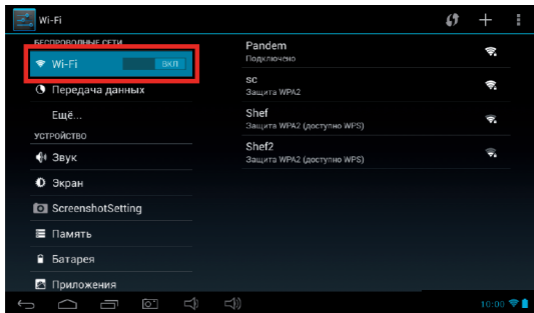 Wi-Fi
БЕСПРОВОДНЫЕ СЕТИ
Wi-Fi ВКЛ
Передача данных
Ещё...
УСТРОЙСТВО
Звук
Экран
ScreenshotSetting
Память
Батарея
Приложения
Pandem
Подключено
sc
Защита WPA2
Shef
Защита WPA2 (доступно WPS)
Shef2
Защита WPA2 (доступно WPS)
10:00